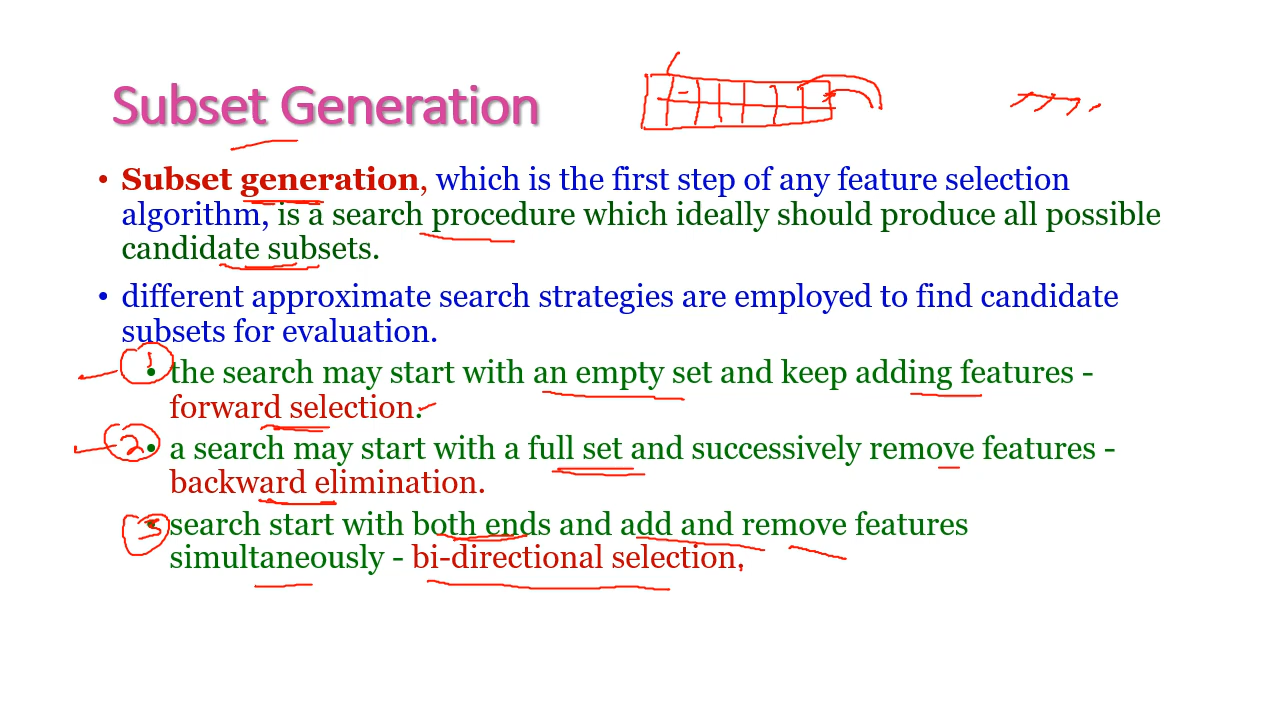 Subset Generation
• Subset generation, which is the first step of any feature selection
algorithm, is a search procedure which ideally should produce all possible
candidate subsets.
• different approximate search strategies are employed to find candidate
subsets for evaluation.
1 • the search may start with an empty set and keep adding features -
forward selection.
2 • a search may start with a full set and successively remove features -
backward elimination.
3 • search start with both ends and add and remove features
simultaneously - bi-directional selection,